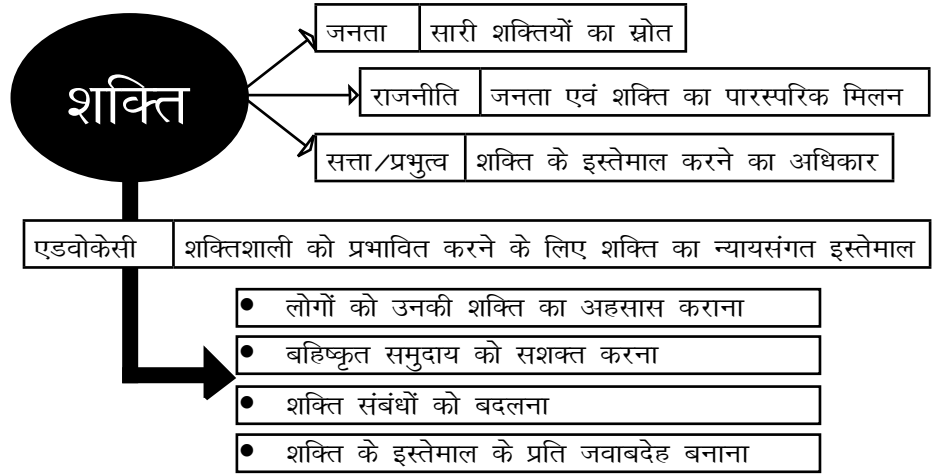 शक्ति
जनता सारी शक्तियों का स्रोत
राजनीति जनता एवं शक्ति का पारस्परिक मिलन
सत्ता/प्रभुत्व शक्ति के इस्तेमाल करने का अधिकार
एडवोकेसी शक्तिशाली को प्रभावित करने के लिए शक्ति का न्यायसंगत इस्तेमाल
• लोगों को उनकी शक्ति का अहसास कराना
• बहिष्कृत समुदाय को सशक्त करना
• शक्ति संबंधों को बदलना
• शक्ति के इस्तेमाल के प्रति जवाबदेह बनाना